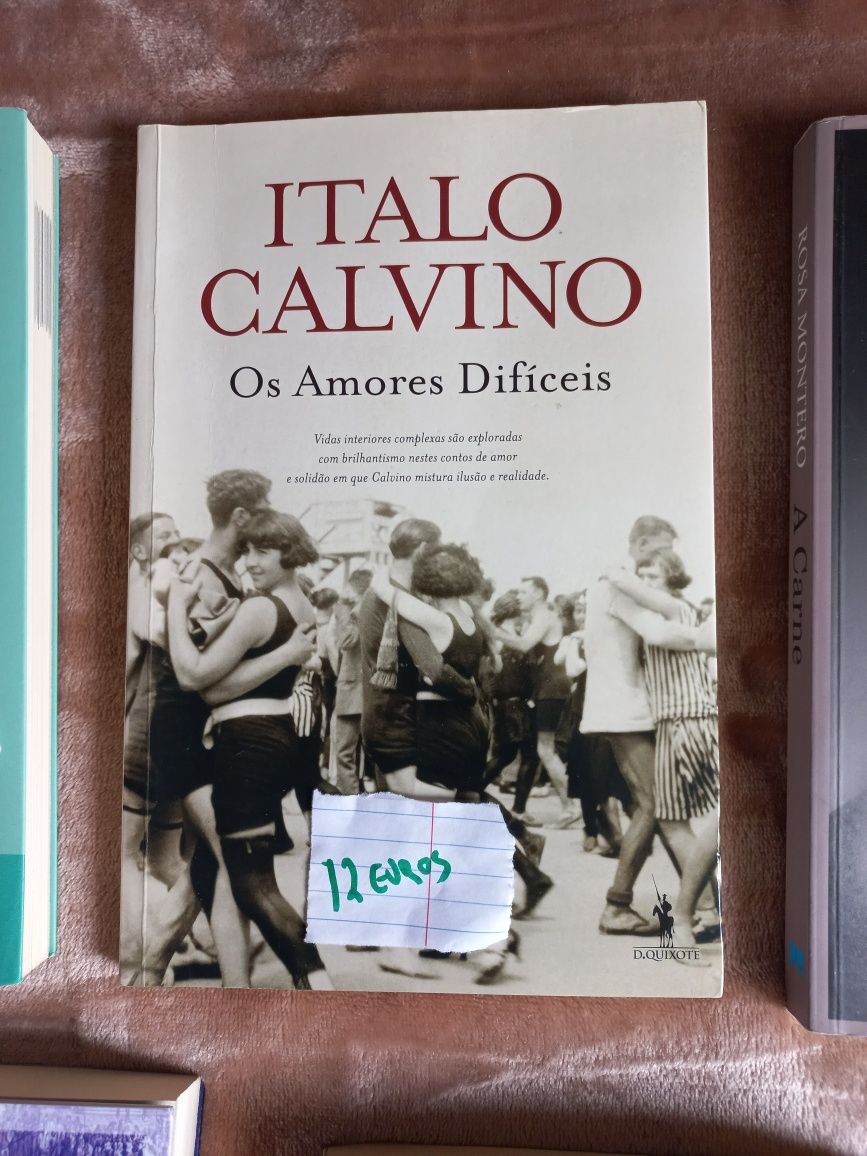 ITALO
CALVINO
Os Amores Difíceis
Vidas interiores complexas são exploradas
com brilhantismo nestes contos de amor
e solidão em que Calvino mistura ilusão e realidade.
12 EUROS
D.QUIXOTE
ROSA MONTERO A Carne